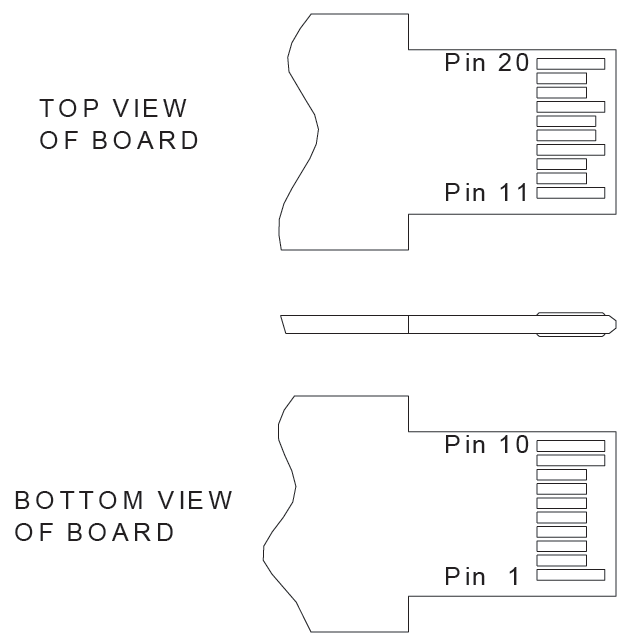 Pin 20
TOP VIEW
OF BOARD
Pin 11
Pin 10
BOTTOM VIEW
OF BOARD
Pin 1